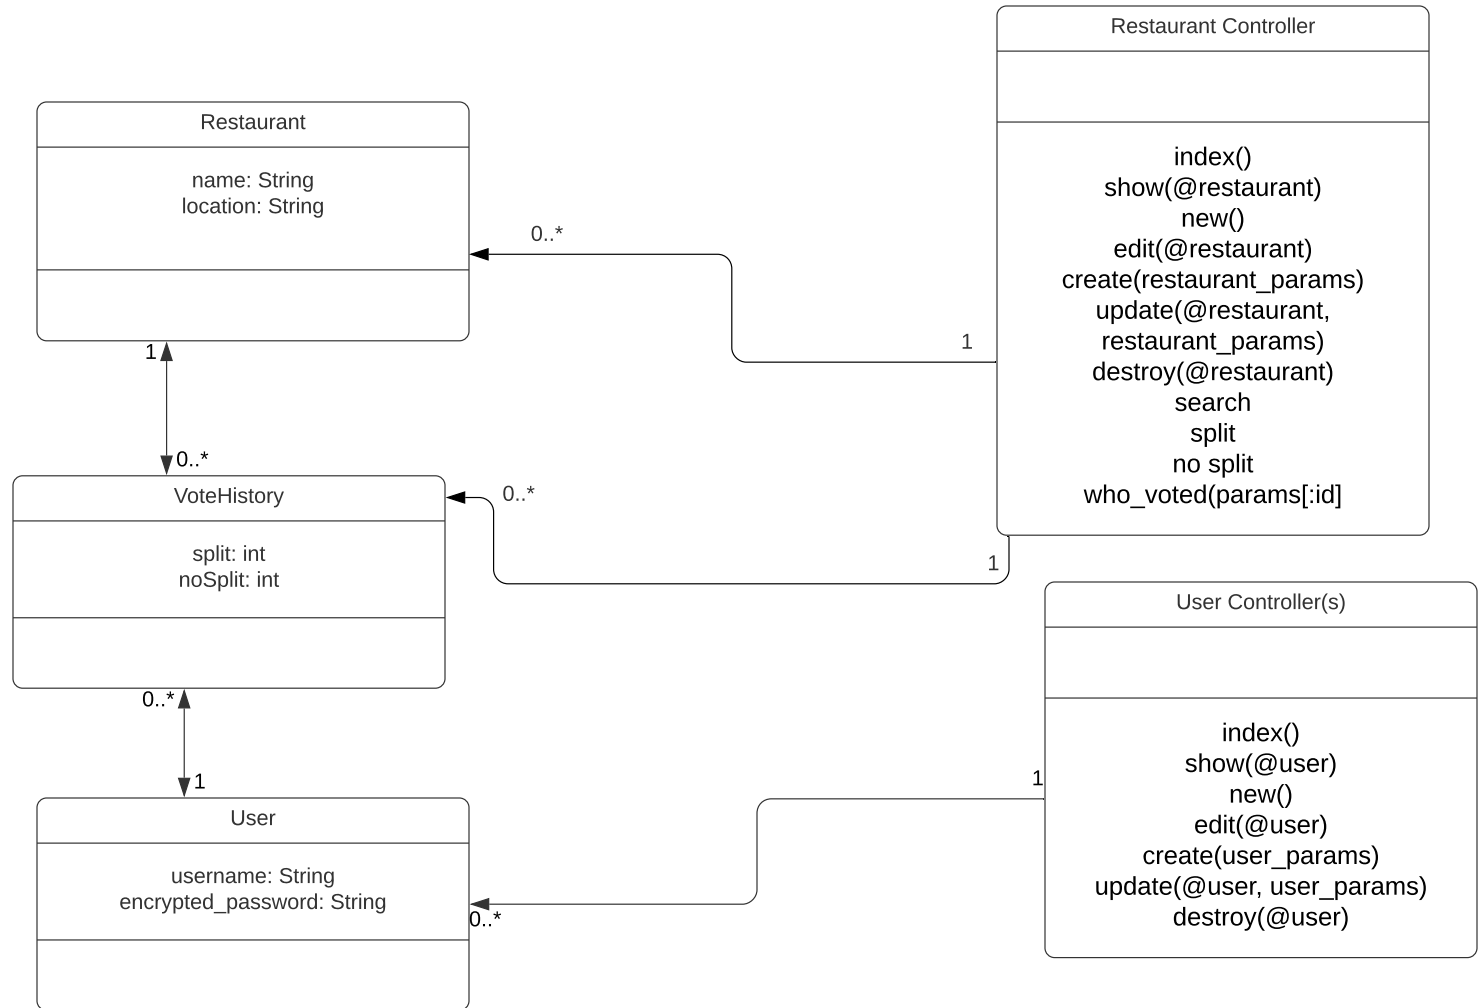 Restaurant Controller
index()
show(@restaurant)
new()
edit(@restaurant)
create(restaurant_params)
update(@restaurant,
restaurant_params)
destroy(@restaurant)
search
split
no split
who_voted(params[:id]
Restaurant
name: String
location: String
0..*
1
1
0..*
VoteHistory
split: int
noSplit: int
0..*
1
0..*
1
User Controller(s)
index()
show(@user)
new()
edit(@user)
create(user_params)
update(@user, user_params)
destroy(@user)
User
username: String
encrypted_password: String
1
0..*